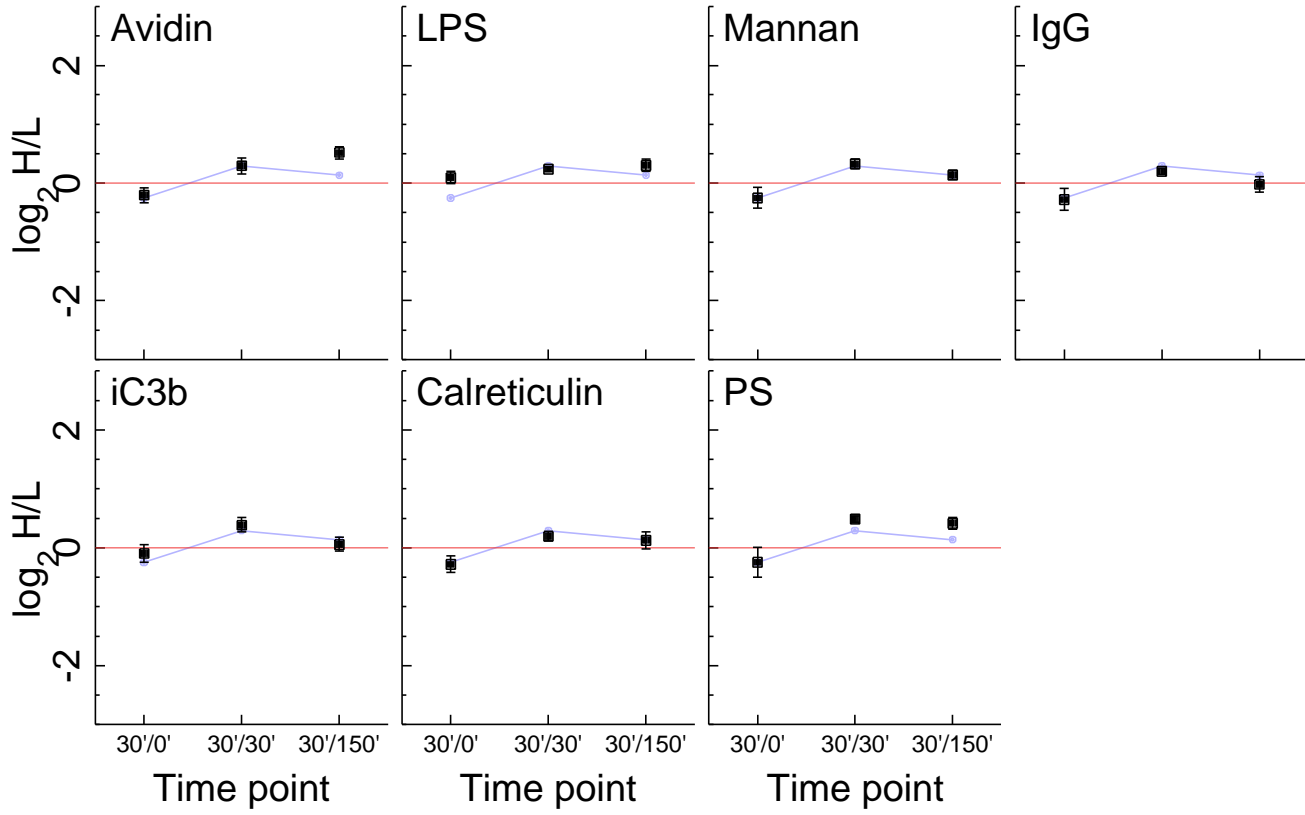 Avidin LPS Mannan IgG
2
0
-2
log2 H/L
iC3b Calreticulin PS
2
0
-2
log2 H/L
30'/0' 30'/30' 30'/150' 30'/0' 30'/30' 30'/150' 30'/0' 30'/30' 30'/150'
Time point Time point Time point